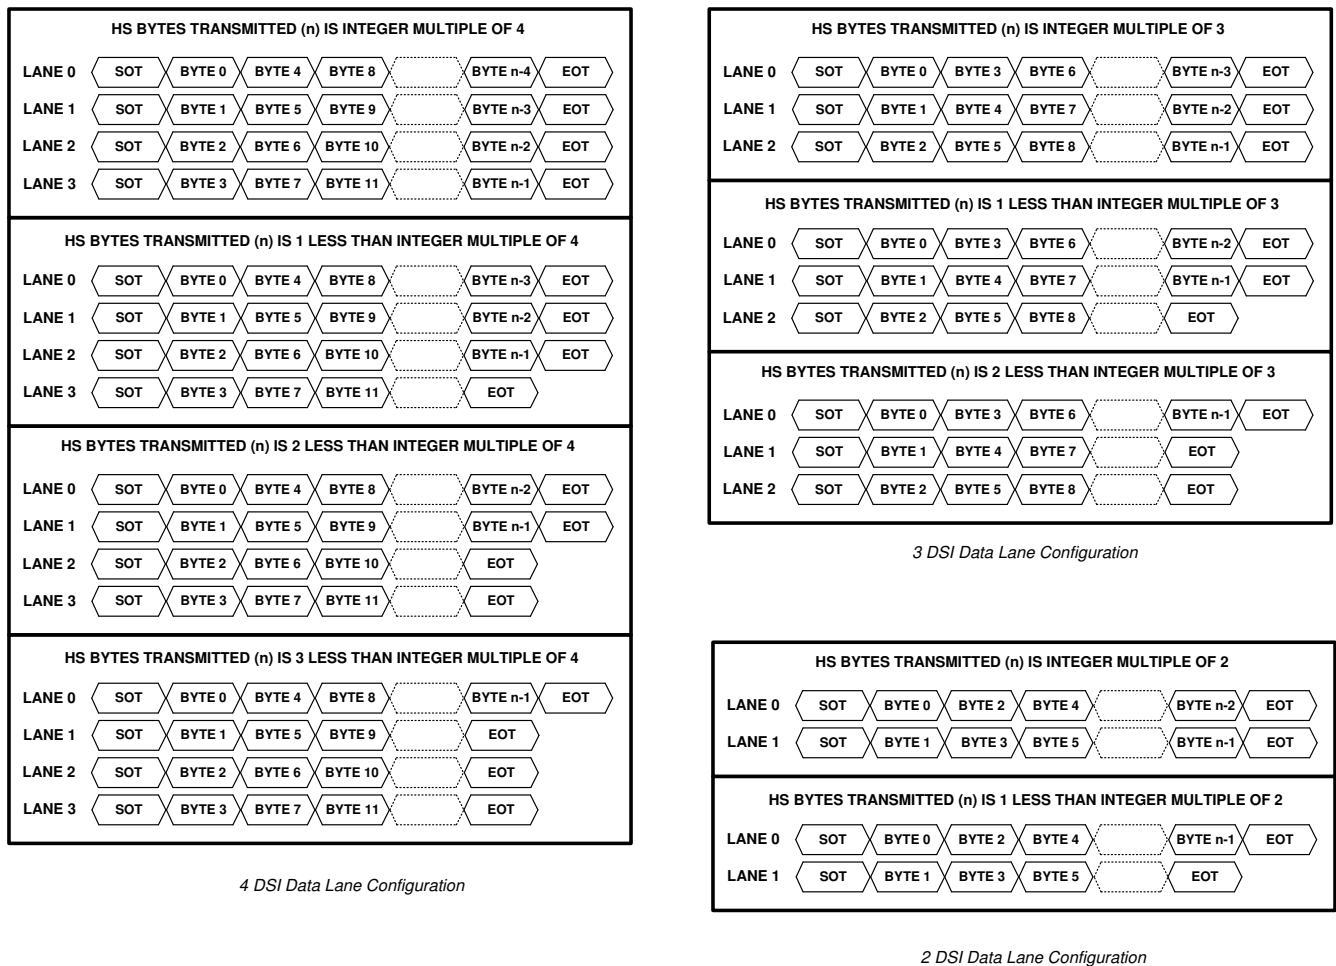 HS BYTES TRANSMITTED (n) IS INTEGER MULTIPLE OF 4
LANE 0 SOT BYTE 0 BYTE 4 BYTE 8 BYTE n-4 EOT
LANE 1 SOT BYTE 1 BYTE 5 BYTE 9 BYTE n-3 EOT
LANE 2 SOT BYTE 2 BYTE 6 BYTE 10 BYTE n-2 EOT
LANE 3 SOT BYTE 3 BYTE 7 BYTE 11 BYTE n-1 EOT
HS BYTES TRANSMITTED (n) IS 1 LESS THAN INTEGER MULTIPLE OF 4
LANE 0 SOT BYTE 0 BYTE 4 BYTE 8 BYTE n-3 EOT
LANE 1 SOT BYTE 1 BYTE 5 BYTE 9 BYTE n-2 EOT
LANE 2 SOT BYTE 2 BYTE 6 BYTE 10 BYTE n-1 EOT
LANE 3 SOT BYTE 3 BYTE 7 BYTE 11 EOT
HS BYTES TRANSMITTED (n) IS 2 LESS THAN INTEGER MULTIPLE OF 4
LANE 0 SOT BYTE 0 BYTE 4 BYTE 8 BYTE n-2 EOT
LANE 1 SOT BYTE 1 BYTE 5 BYTE 9 BYTE n-1 EOT
LANE 2 SOT BYTE 2 BYTE 6 BYTE 10 EOT
LANE 3 SOT BYTE 3 BYTE 7 BYTE 11 EOT
HS BYTES TRANSMITTED (n) IS 3 LESS THAN INTEGER MULTIPLE OF 4
LANE 0 SOT BYTE 0 BYTE 4 BYTE 8 BYTE n-1 EOT
LANE 1 SOT BYTE 1 BYTE 5 BYTE 9 EOT
LANE 2 SOT BYTE 2 BYTE 6 BYTE 10 EOT
LANE 3 SOT BYTE 3 BYTE 7 BYTE 11 EOT
4 DSI Data Lane Configuration
HS BYTES TRANSMITTED (n) IS INTEGER MULTIPLE OF 3
LANE 0 SOT BYTE 0 BYTE 3 BYTE 6 BYTE n-3 EOT
LANE 1 SOT BYTE 1 BYTE 4 BYTE 7 BYTE n-2 EOT
LANE 2 SOT BYTE 2 BYTE 5 BYTE 8 BYTE n-1 EOT
HS BYTES TRANSMITTED (n) IS 1 LESS THAN INTEGER MULTIPLE OF 3
LANE 0 SOT BYTE 0 BYTE 3 BYTE 6 BYTE n-2 EOT
LANE 1 SOT BYTE 1 BYTE 4 BYTE 7 BYTE n-1 EOT
LANE 2 SOT BYTE 2 BYTE 5 BYTE 8 EOT
HS BYTES TRANSMITTED (n) IS 2 LESS THAN INTEGER MULTIPLE OF 3
LANE 0 SOT BYTE 0 BYTE 3 BYTE 6 BYTE n-1 EOT
LANE 1 SOT BYTE 1 BYTE 4 BYTE 7 EOT
LANE 2 SOT BYTE 2 BYTE 5 BYTE 8 EOT
3 DSI Data Lane Configuration
HS BYTES TRANSMITTED (n) IS INTEGER MULTIPLE OF 2
LANE 0 SOT BYTE 0 BYTE 2 BYTE 4 BYTE n-2 EOT
LANE 1 SOT BYTE 1 BYTE 3 BYTE 5 BYTE n-1 EOT
HS BYTES TRANSMITTED (n) IS 1 LESS THAN INTEGER MULTIPLE OF 2
LANE 0 SOT BYTE 0 BYTE 2 BYTE 4 BYTE n-1 EOT
LANE 1 SOT BYTE 1 BYTE 3 BYTE 5 EOT
2 DSI Data Lane Configuration